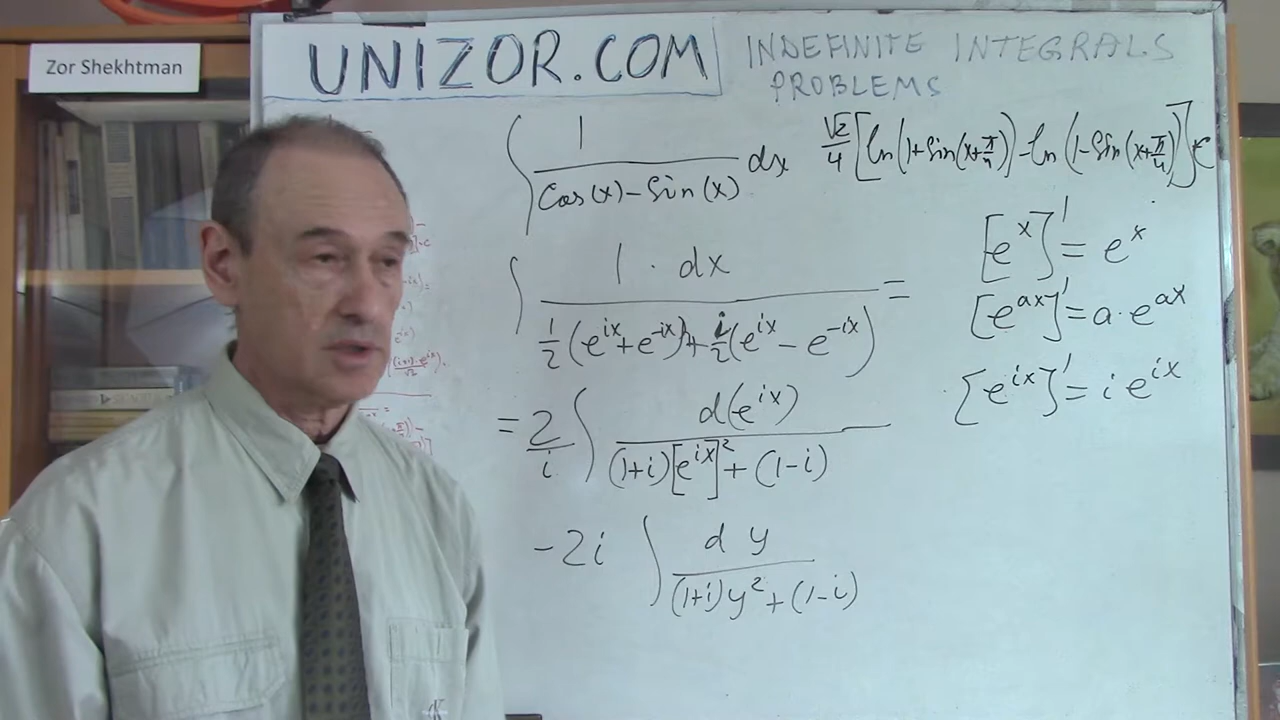 Zor Shekhtman
UNIZOR.COM
INDEFINITE INTEGRALS
PROBLEMS
∫ 1/(Cos(x) - Sin(x)) dx
√2/4 [ln(1+Sin(x+π/4)) - ln(1-Sin(x+π/4))]+C
∫ 1·dx / (½(e^{ix}+e^{-ix})+i/2(e^{ix} - e^{-ix})) =
= 2/i ∫ d(e^{ix}) / ((1+i)[e^{ix}]²+(1-i))
-2i ∫ dy / ((1+i)y²+(1-i))
[e^x]' = e^x
[e^{ax}]' = a·e^{ax}
[e^{ix}]' = i e^{ix}